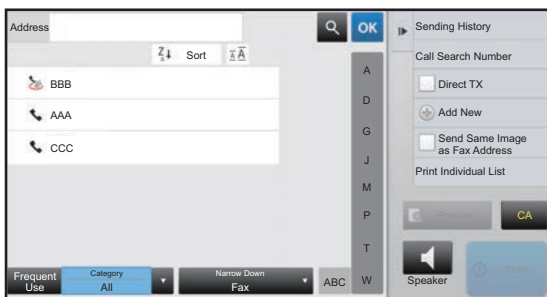 Address
OK
Z↓ Sort
A A
BBB
AAA
CCC
A
D
G
J
M
P
T
W
Frequent
Use
Category
All
Narrow Down
Fax
ABC
Sending History
Call Search Number
Direct TX
Add New
Send Same Image
as Fax Address
Print Individual List
CA
Speaker
Start